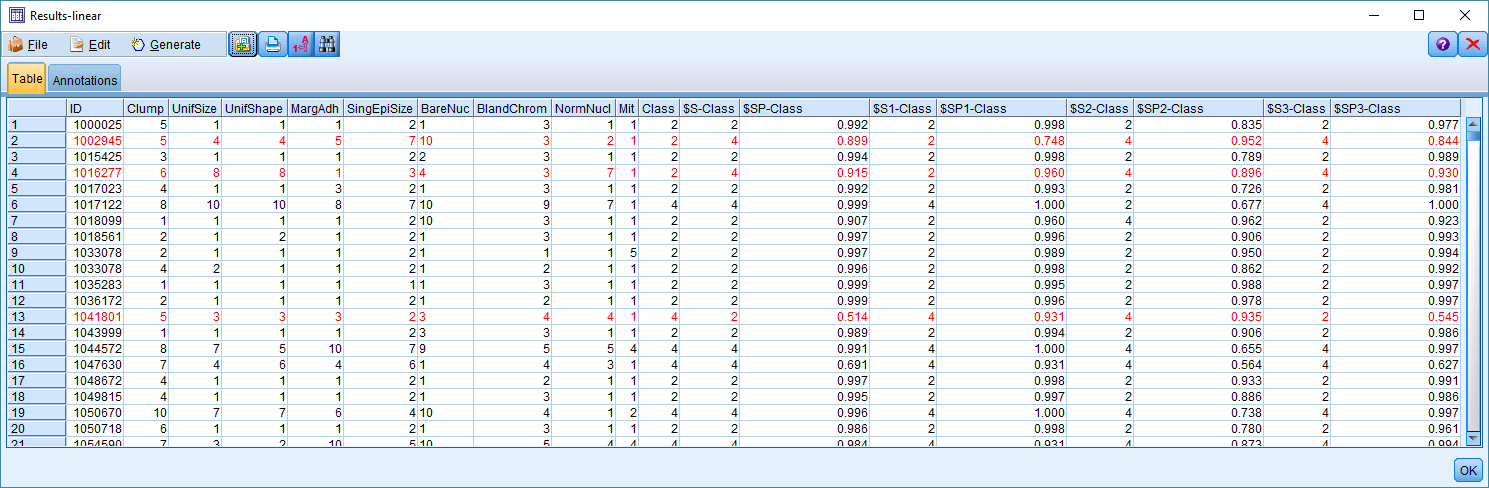 Results-linear
File Edit Generate
Table Annotations
ID Clump UnifSize UnifShape MargAdh SingEpiSize BareNuc BlandChrom NormNucl Mit Class $S-Class $SP-Class $S1-Class $SP1-Class $S2-Class $SP2-Class $S3-Class $SP3-Class
1 1000025 5 1 1 1 2 1 3 1 1 2 2 0.992 2 0.998 2 0.835 2 0.977
2 1002945 5 4 4 5 7 10 3 2 1 2 4 0.899 2 0.748 4 0.952 4 0.844
3 1015425 3 1 1 1 2 2 3 1 1 2 2 0.994 2 0.998 2 0.789 2 0.989
4 1016277 6 8 8 1 3 4 3 7 1 2 4 0.915 2 0.960 4 0.896 4 0.930
5 1017023 4 1 1 3 2 1 3 1 1 2 2 0.992 2 0.993 2 0.726 2 0.981
6 1017122 8 10 10 8 7 10 9 7 1 4 4 0.999 4 1.000 2 0.677 4 1.000
7 1018099 1 1 1 1 2 10 3 1 1 2 2 0.907 2 0.960 4 0.962 2 0.923
8 1018561 2 1 2 1 2 1 3 1 1 2 2 0.997 2 0.996 2 0.906 2 0.993
9 1033078 2 1 1 1 2 1 1 1 5 2 2 0.997 2 0.989 2 0.950 2 0.994
10 1033078 4 2 1 1 2 1 2 1 1 2 2 0.996 2 0.998 2 0.862 2 0.992
11 1035283 1 1 1 1 1 1 3 1 1 2 2 0.999 2 0.995 2 0.988 2 0.997
12 1036172 2 1 1 1 2 1 2 1 1 2 2 0.999 2 0.996 2 0.978 2 0.997
13 1041801 5 3 3 3 2 3 4 4 1 4 2 0.514 4 0.931 4 0.935 2 0.545
14 1043999 1 1 1 1 2 3 3 1 1 2 2 0.989 2 0.994 2 0.906 2 0.986
15 1044572 8 7 5 10 7 9 5 5 4 4 4 0.991 4 1.000 4 0.655 4 0.997
16 1047630 7 4 6 4 6 1 4 3 1 4 4 0.691 4 0.931 4 0.564 4 0.627
17 1048672 4 1 1 1 2 1 2 1 1 2 2 0.997 2 0.998 2 0.933 2 0.991
18 1049815 4 1 1 1 2 1 3 1 1 2 2 0.995 2 0.997 2 0.886 2 0.986
19 1050670 10 7 7 6 4 10 4 1 2 4 4 0.996 4 1.000 4 0.738 4 0.997
20 1050718 6 1 1 1 2 1 3 1 1 2 2 0.986 2 0.998 2 0.780 2 0.961
21 1054590 7 3 2 10 5 10 5 4 4 4 4 0.984 4 0.931 4 0.873 4 0.994
OK